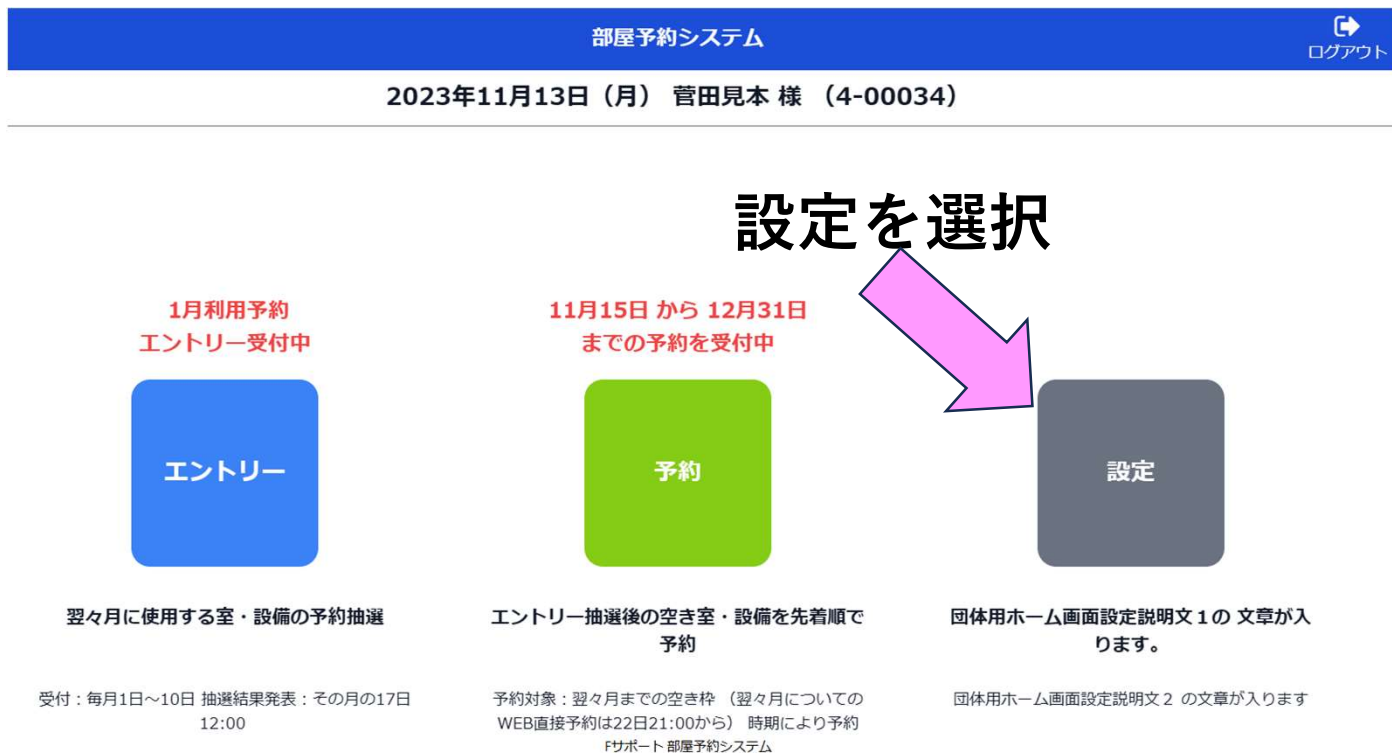 部屋予約システム
ログアウト
2023年11月13日（月） 菅田見本 様 （4-00034）
設定を選択
1月利用予約
エントリー受付中
11月15日 から 12月31日
までの予約を受付中
エントリー
予約
設定
翌々月に使用する室・設備の予約抽選
エントリー抽選後の空き室・設備を先着順で
予約
団体用ホーム画面設定説明文１の 文章が入
ります。
受付：毎月1日～10日 抽選結果発表：その月の17日
12:00
予約対象：翌々月までの空き枠 （翌々月についての
WEB直接予約は22日21:00から） 時期により予約
団体用ホーム画面設定説明文２ の文章が入ります
Fサポート 部屋予約システム